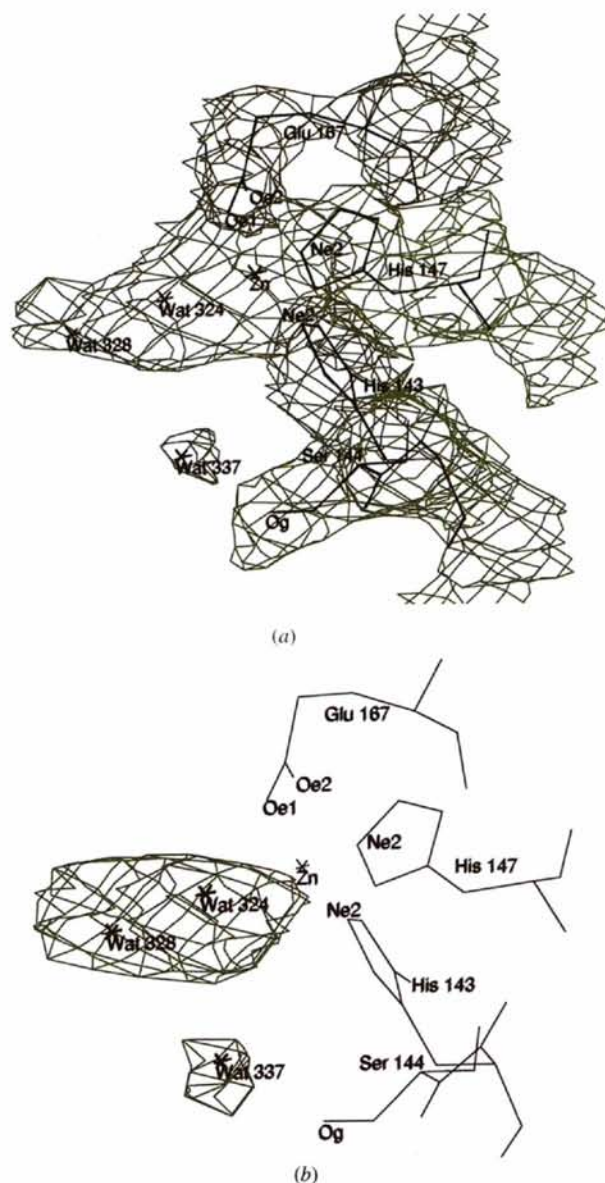 Glu 167
Oe2
Oe1
Ne2
His 147
Zn
Wat 324
Ne2
Wat 328
His 143
Ser 144
Wat 337
Og
(a)
Glu 167
Oe2
Oe1
Ne2
His 147
Zn
Wat 324
Ne2
Wat 328
His 143
Ser 144
Wat 337
Og
(b)